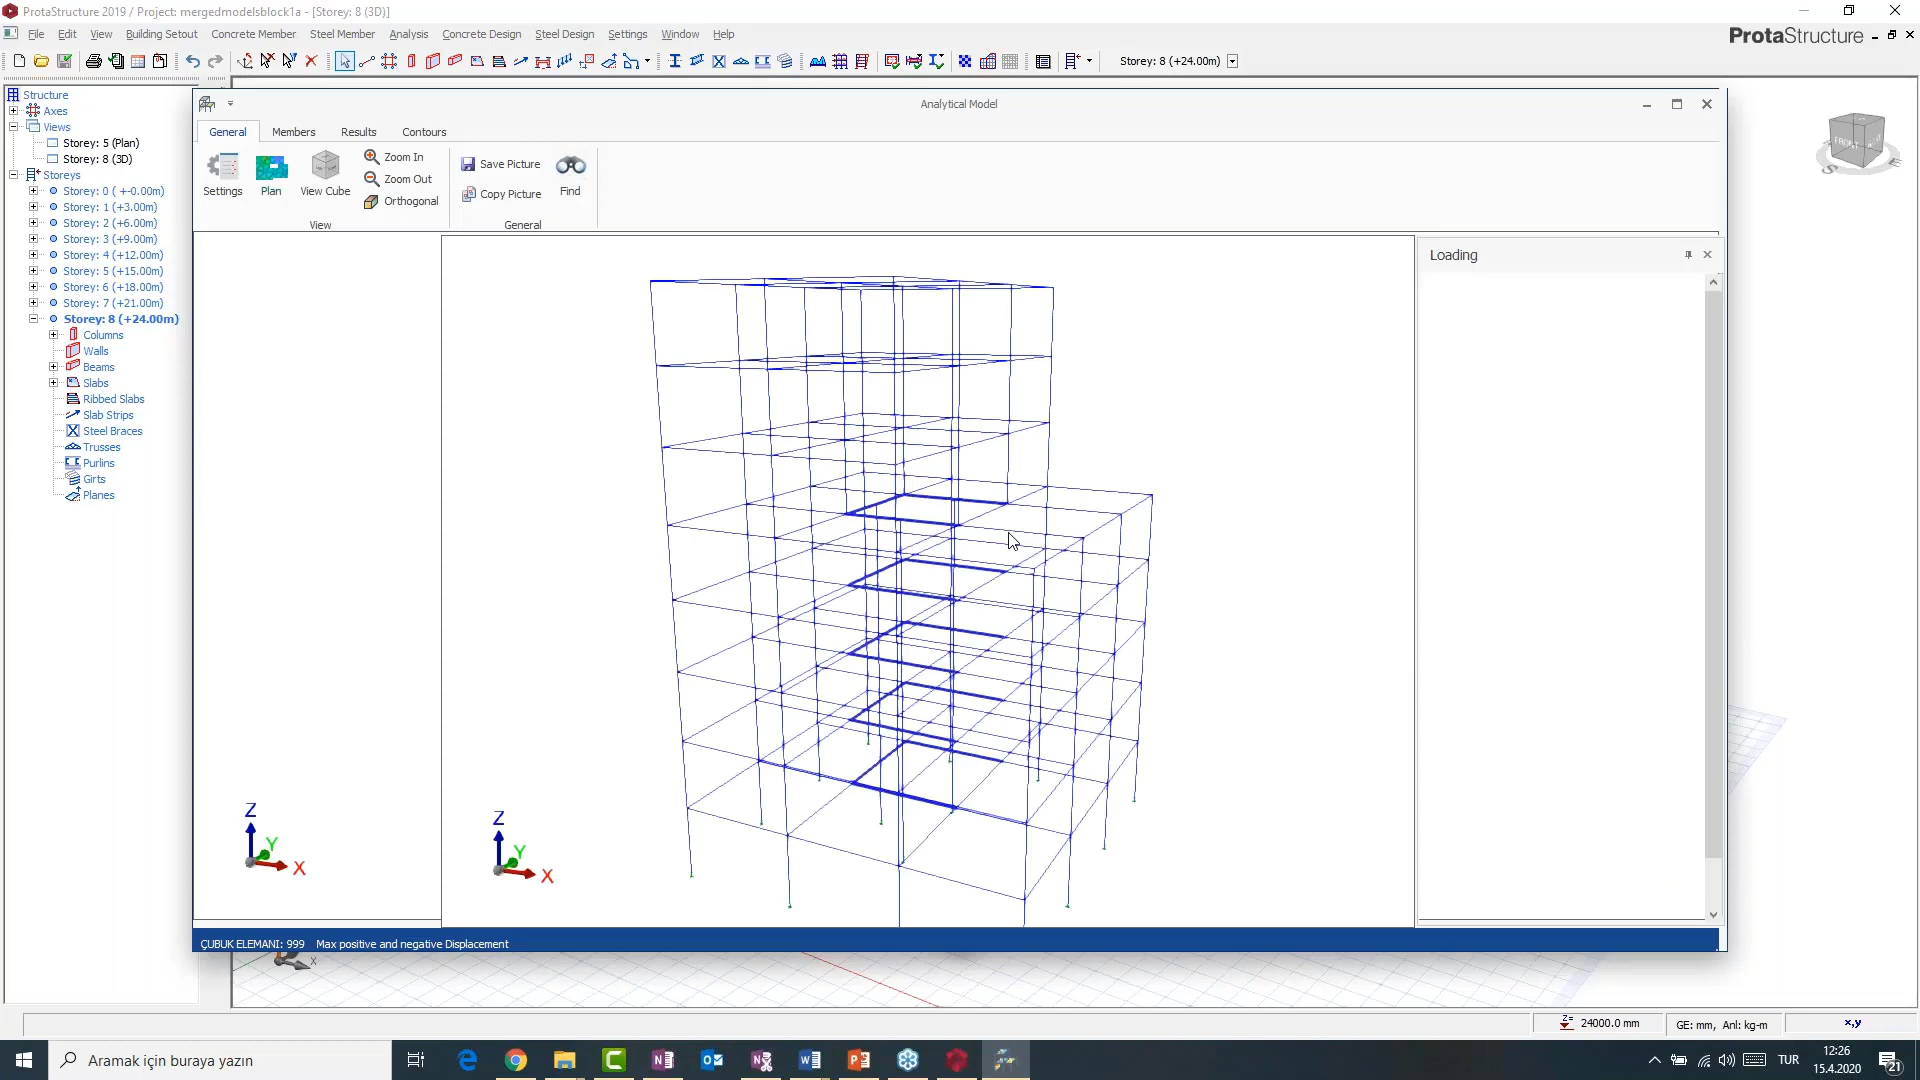 ProtaStructure 2019 / Project: mergedmodelsblock1a - [Storey: 8 (3D)]
File Edit View Building Setout Concrete Member Steel Member Analysis Concrete Design Steel Design Settings Window Help
ProtaStructure
Storey: 8 (+24.00m)
Structure
Axes
Views
Storey: 5 (Plan)
Storey: 8 (3D)
Storeys
Storey: 0 ( +-0.00m)
Storey: 1 (+3.00m)
Storey: 2 (+6.00m)
Storey: 3 (+9.00m)
Storey: 4 (+12.00m)
Storey: 5 (+15.00m)
Storey: 6 (+18.00m)
Storey: 7 (+21.00m)
Storey: 8 (+24.00m)
Columns
Walls
Beams
Slabs
Ribbed Slabs
Slab Strips
Steel Braces
Trusses
Purlins
Girts
Planes
Analytical Model
General Members Results Contours
Settings
Plan
View Cube
Zoom In
Zoom Out
Orthogonal
View
Save Picture
Copy Picture
Find
General
Loading
FRONT
S
E
Z
Y
X
Z
Y
X
X
ÇUBUK ELEMANI: 999 Max positive and negative Displacement
Z= 24000.0 mm
GE: mm, Anl: kg-m
x,y
Aramak için buraya yazın
TUR
12:26
15.4.2020
21